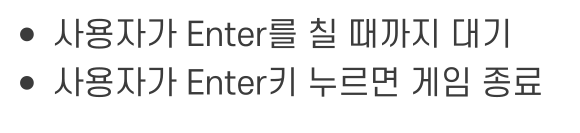 • 사용자가 Enter를 칠 때까지 대기
• 사용자가 Enter키 누르면 게임 종료